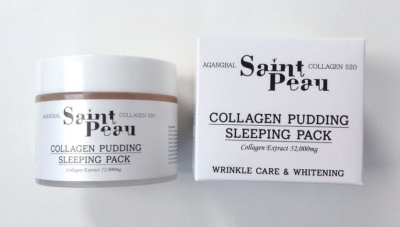 AGANGBAL Saint COLLAGEN 520
Peau
COLLAGEN PUDDING
SLEEPING PACK
Collagen Extract 52,000mg
AGANGBAL Saint COLLAGEN 520
Peau
COLLAGEN PUDDING
SLEEPING PACK
Collagen Extract 52,000mg
WRINKLE CARE & WHITENING